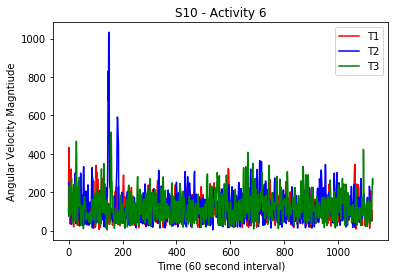 S10 - Activity 6
T1
T2
T3
Angular Velocity Magntiude
1000
800
600
400
200
0
0 200 400 600 800 1000
Time (60 second interval)